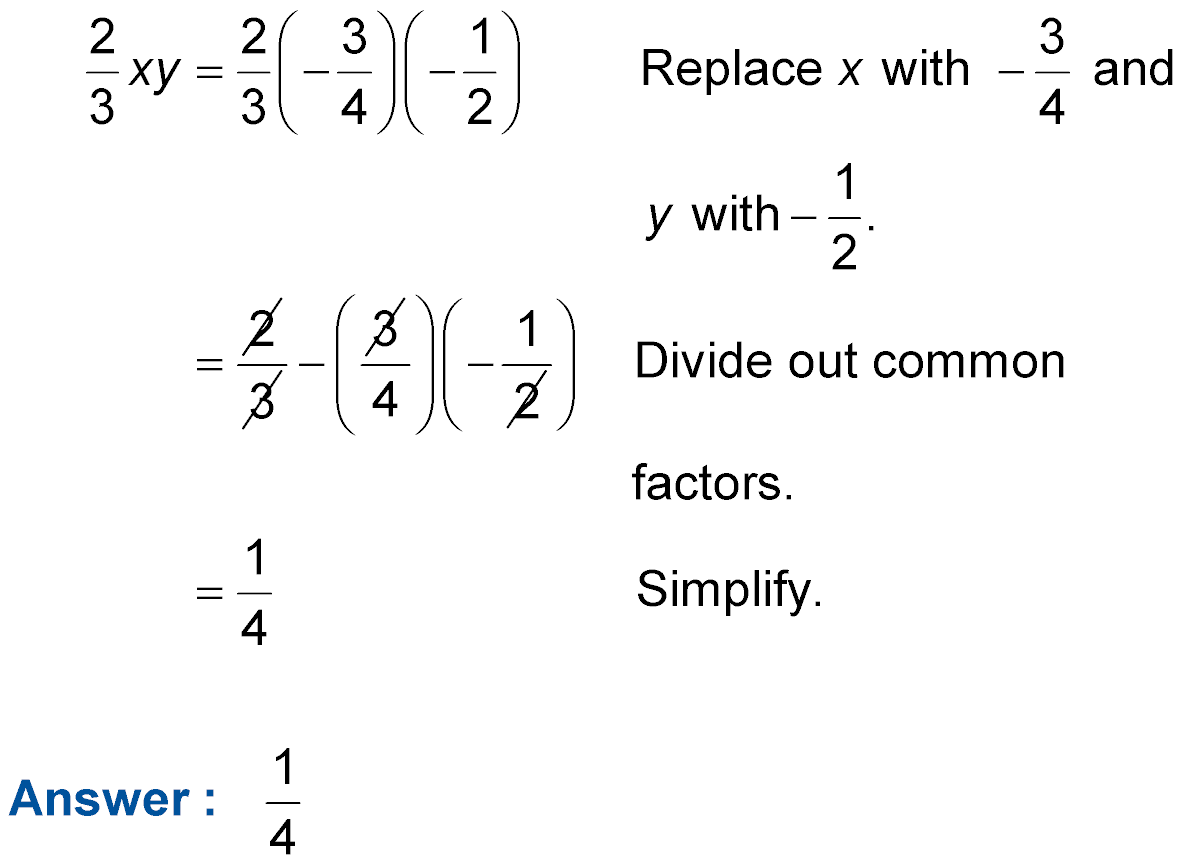 2/3 xy = 2/3 (−3/4)(−1/2) Replace x with −3/4 and
y with −1/2.
= 2/3 − (3/4)(−1/2) Divide out common
factors.
= 1/4 Simplify.
Answer : 1/4